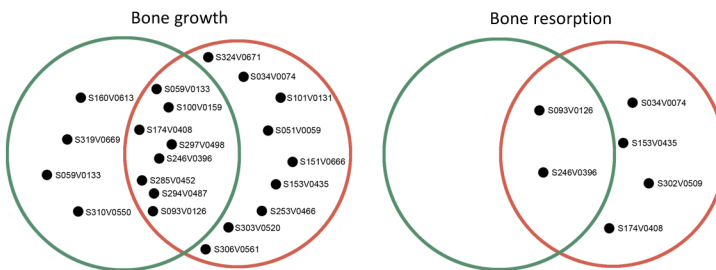 Bone growth
S324V0671
S059V0133
S034V0074
S160V0613
S100V0159
S101V0131
S174V0408
S319V0669
S297V0498
S051V0059
S246V0396
S151V0666
S059V0133
S285V0452
S153V0435
S294V0487
S310V0550
S093V0126
S253V0466
S303V0520
S306V0561
Bone resorption
S093V0126
S034V0074
S153V0435
S246V0396
S302V0509
S174V0408